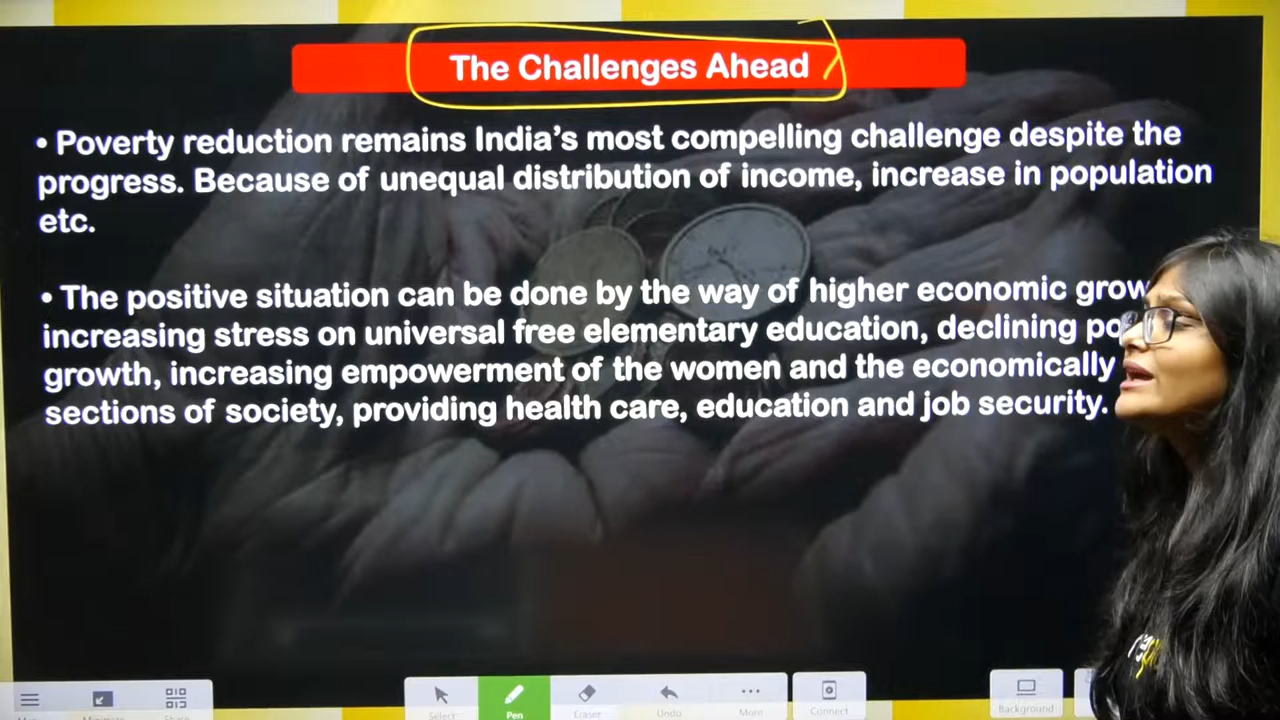 The Challenges Ahead
• Poverty reduction remains India's most compelling challenge despite the
progress. Because of unequal distribution of income, increase in population
etc.
• The positive situation can be done by the way of higher economic
increasing stress on universal free elementary education, declining
growth, increasing empowerment of the women and the economically
sections of society, providing health care, education and job security.
Select Pen Eraser Undo More Connect Background